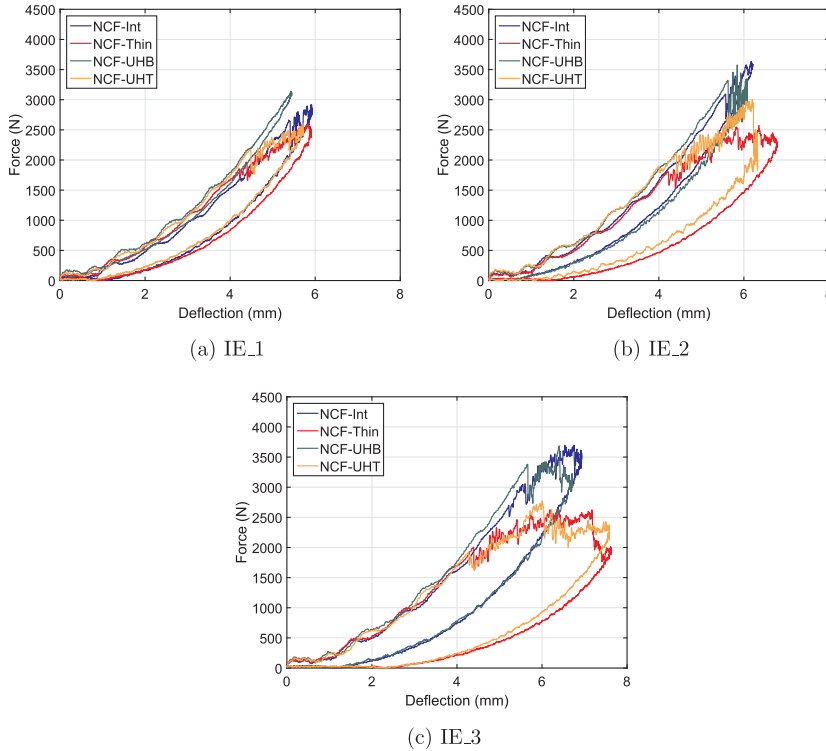 4500
4000
3500
3000
2500
2000
1500
1000
500
0
Force (N)
NCF-Int
NCF-Thin
NCF-UHB
NCF-UHT
0 2 4 6 8
Deflection (mm)
(a) IE_1
4500
4000
3500
3000
2500
2000
1500
1000
500
0
Force (N)
NCF-Int
NCF-Thin
NCF-UHB
NCF-UHT
0 2 4 6
Deflection (mm)
(b) IE_2
4500
4000
3500
3000
2500
2000
1500
1000
500
0
Force (N)
NCF-Int
NCF-Thin
NCF-UHB
NCF-UHT
0 2 4 6 8
Deflection (mm)
(c) IE_3